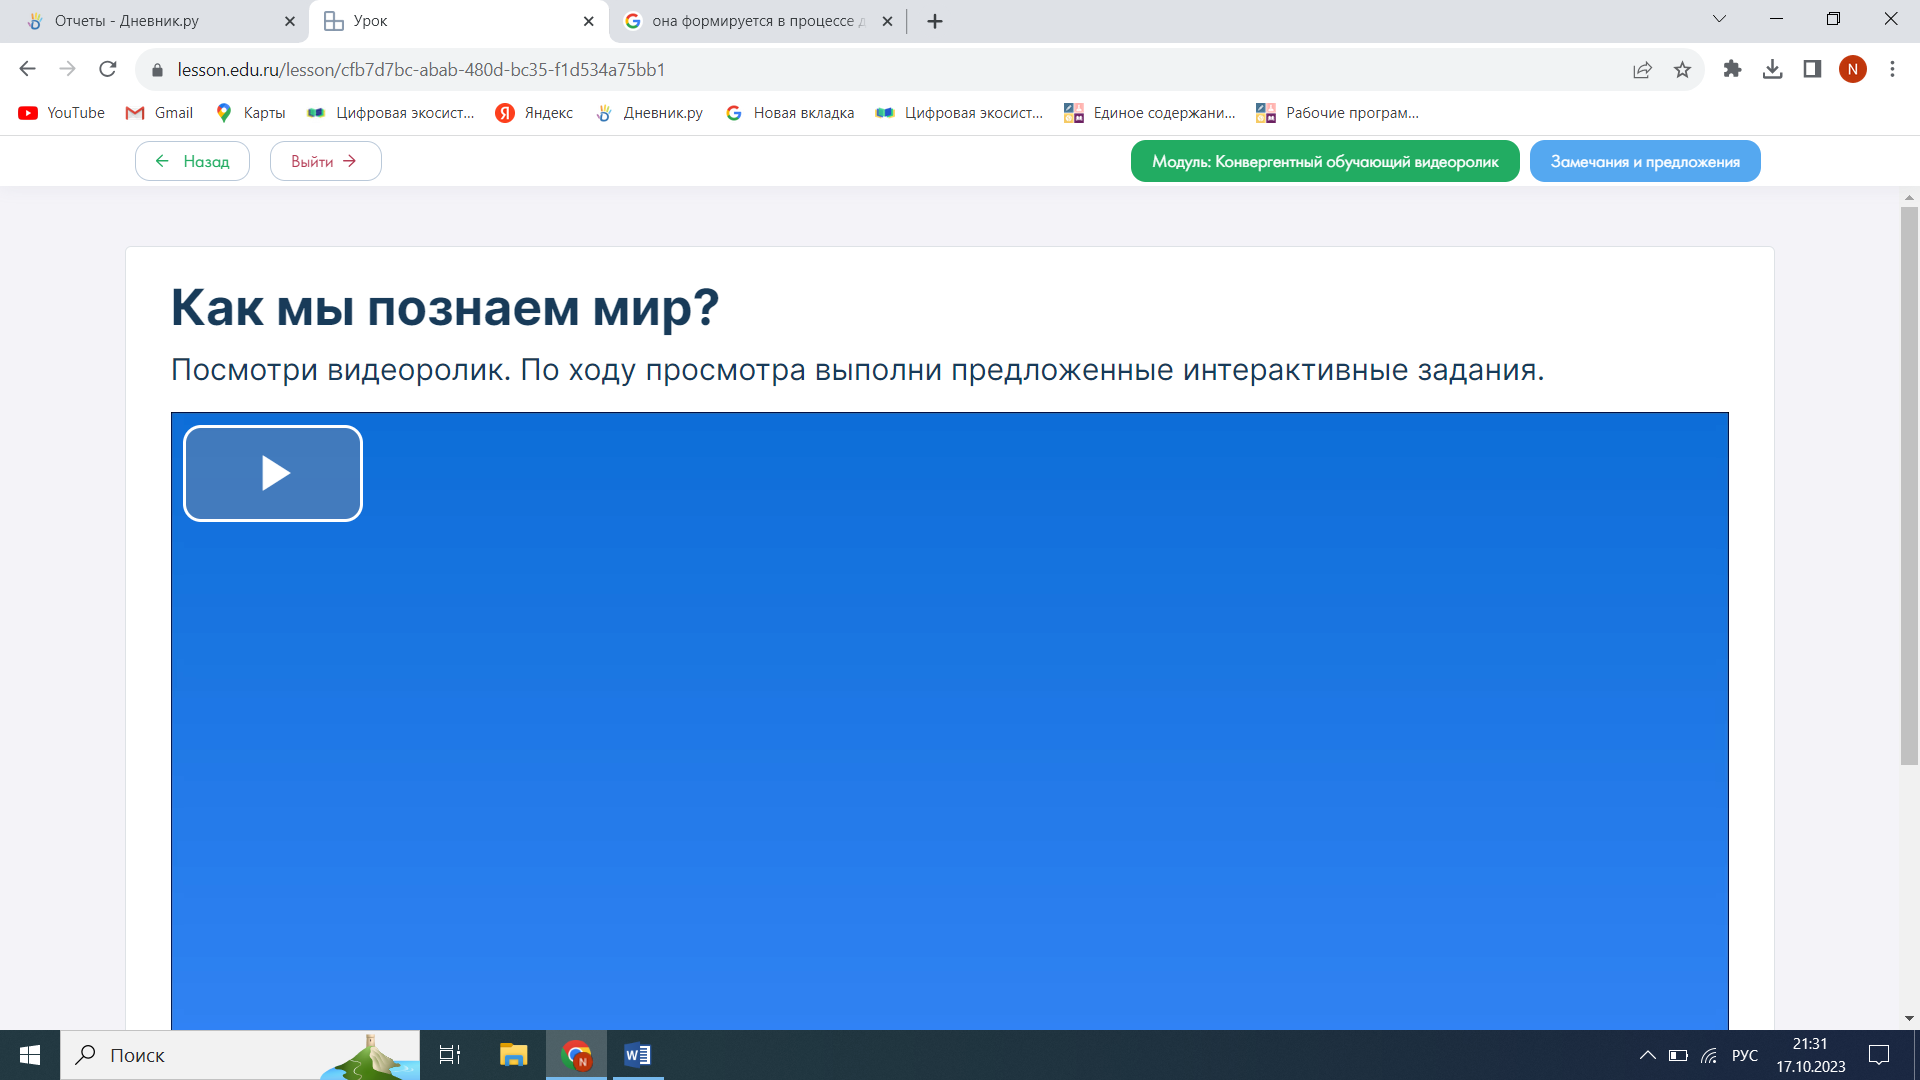 Отчеты - Дневник.ру
Урок
она формируется в процессе
lesson.edu.ru/lesson/cfb7d7bc-abab-480d-bc35-f1d534a75bb1
N
YouTube
Gmail
Карты
Цифровая экосист...
Яндекс
Дневник.ру
Новая вкладка
Цифровая экосист...
Единое содержани...
Рабочие програм...
Назад
Выйти
Модуль: Конвергентный обучающий видеоролик
Замечания и предложения
Как мы познаем мир?
Посмотри видеоролик. По ходу просмотра выполни предложенные интерактивные задания.
Поиск
РУС
21:31
17.10.2023